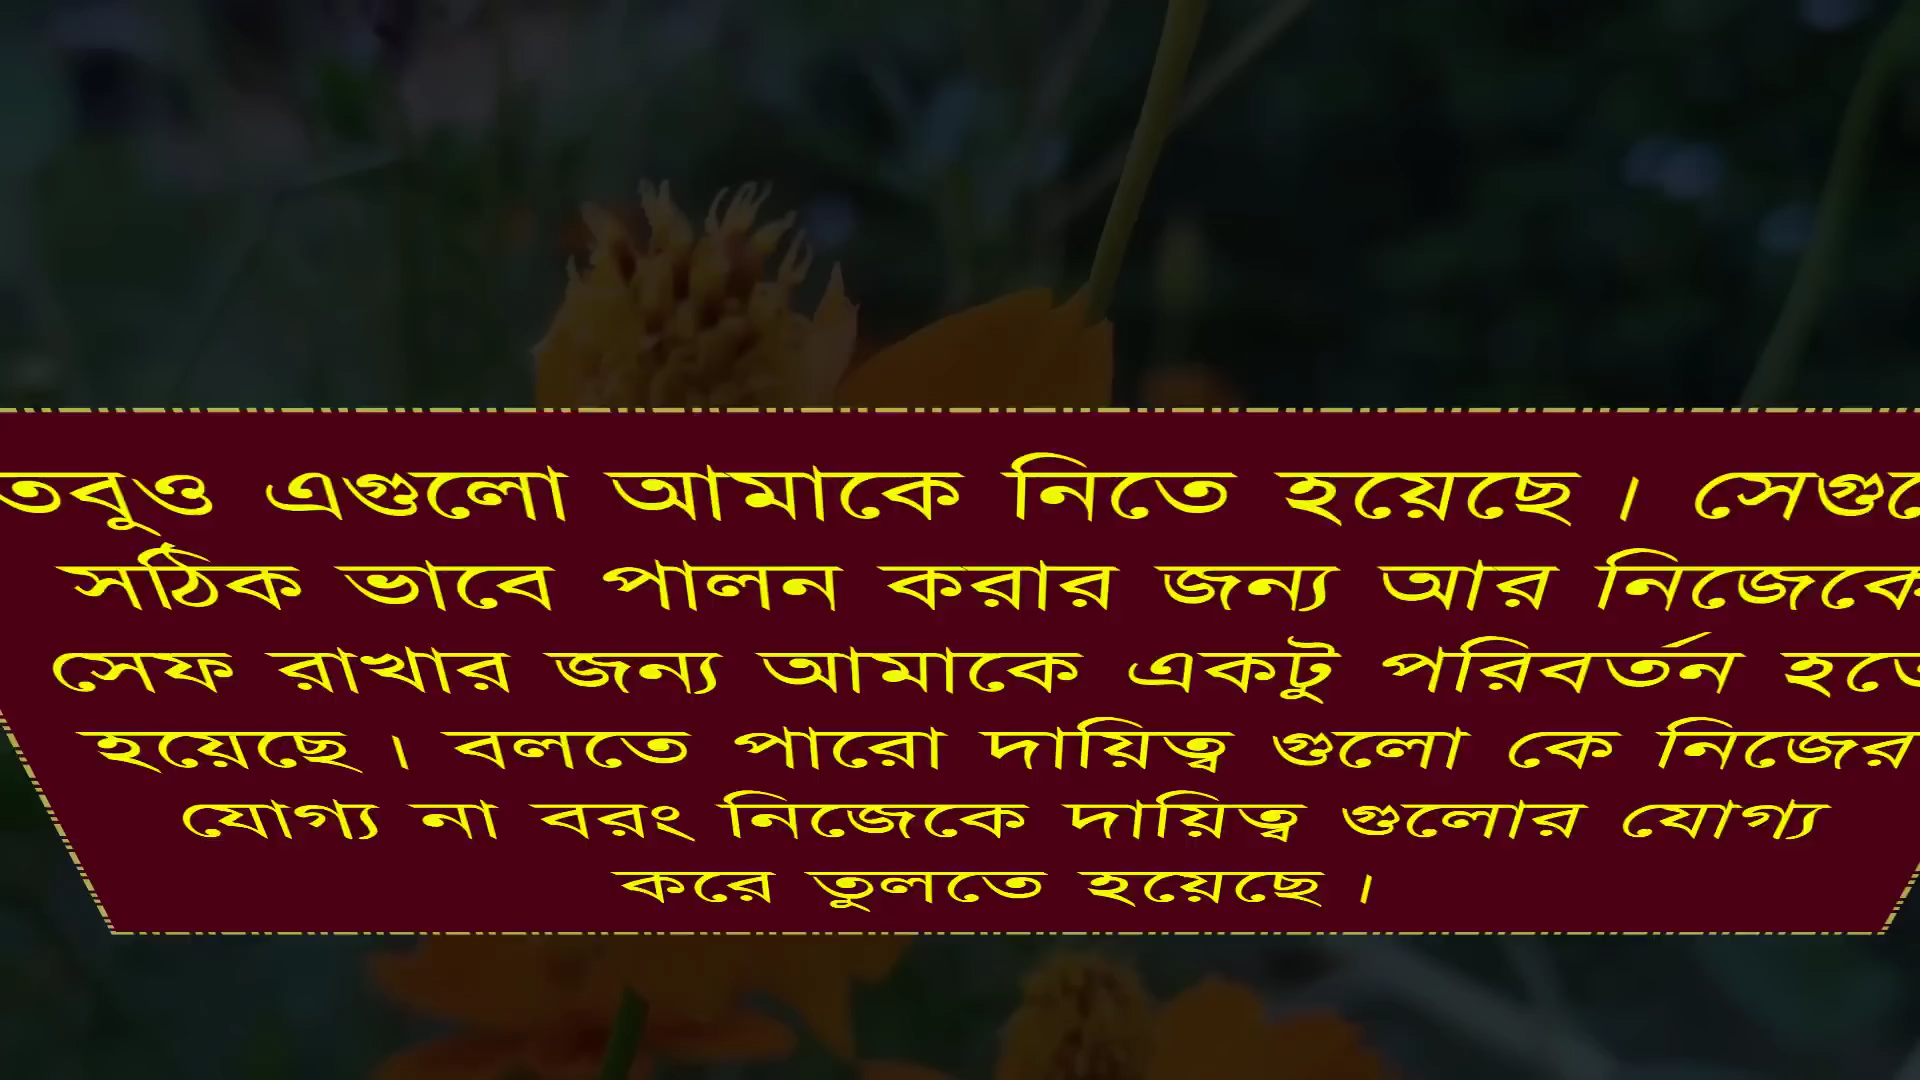 তবুও এগুলো আমাকে নিতে হয়েছে ।
সঠিক ভাবে পালন করার জন্য আর নিজেকে
সেফ রাখার জন্য আমাকে একটু পরিবর্তন হতে
হয়েছে । বলতে পারো দায়িত্ব গুলো কে নিজের
যোগ্য না বরং নিজেকে দায়িত্ব গুলোর যোগ্য
করে তুলতে হয়েছে ।